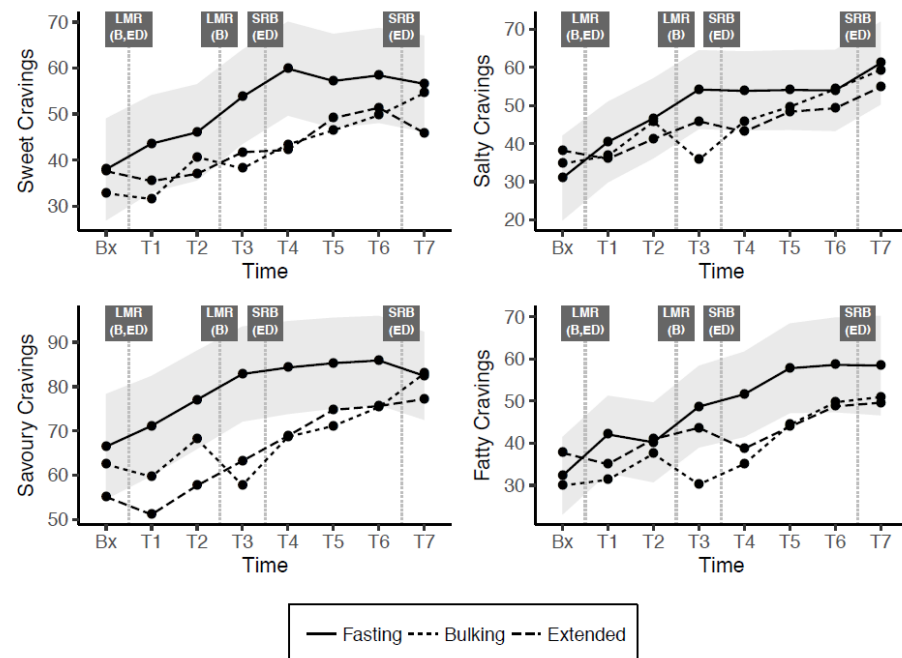 LMR LMR SRB SRB
(B,ED) (B) (ED) (ED)
70
60
50
40
30
Sweet Cravings
Bx T1 T2 T3 T4 T5 T6 T7
Time
LMR LMR SRB SRB
(B,ED) (B) (ED) (ED)
70
60
50
40
30
20
Salty Cravings
Bx T1 T2 T3 T4 T5 T6 T7
Time
LMR LMR SRB SRB
(B,ED) (B) (ED) (ED)
90
80
70
60
50
Savoury Cravings
Bx T1 T2 T3 T4 T5 T6 T7
Time
LMR LMR SRB SRB
(B,ED) (B) (ED) (ED)
70
60
50
40
30
Fatty Cravings
Bx T1 T2 T3 T4 T5 T6 T7
Time
Fasting Bulking Extended